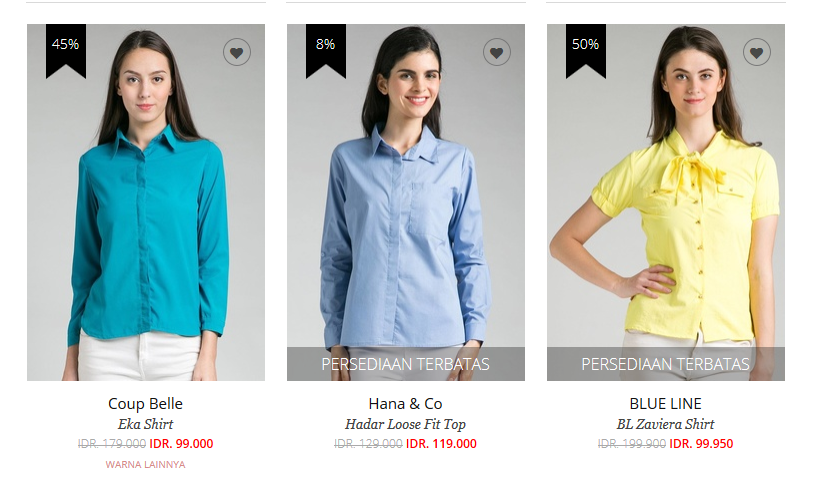 45%
8%
50%
PERSEDIAAN TERBATAS
PERSEDIAAN TERBATAS
Coup Belle
Eka Shirt
IDR. 179.000 IDR. 99.000
WARNA LAINNYA
Hana & Co
Hadar Loose Fit Top
IDR. 129.000 IDR. 119.000
BLUE LINE
BL Zaviera Shirt
IDR. 199.900 IDR. 99.950